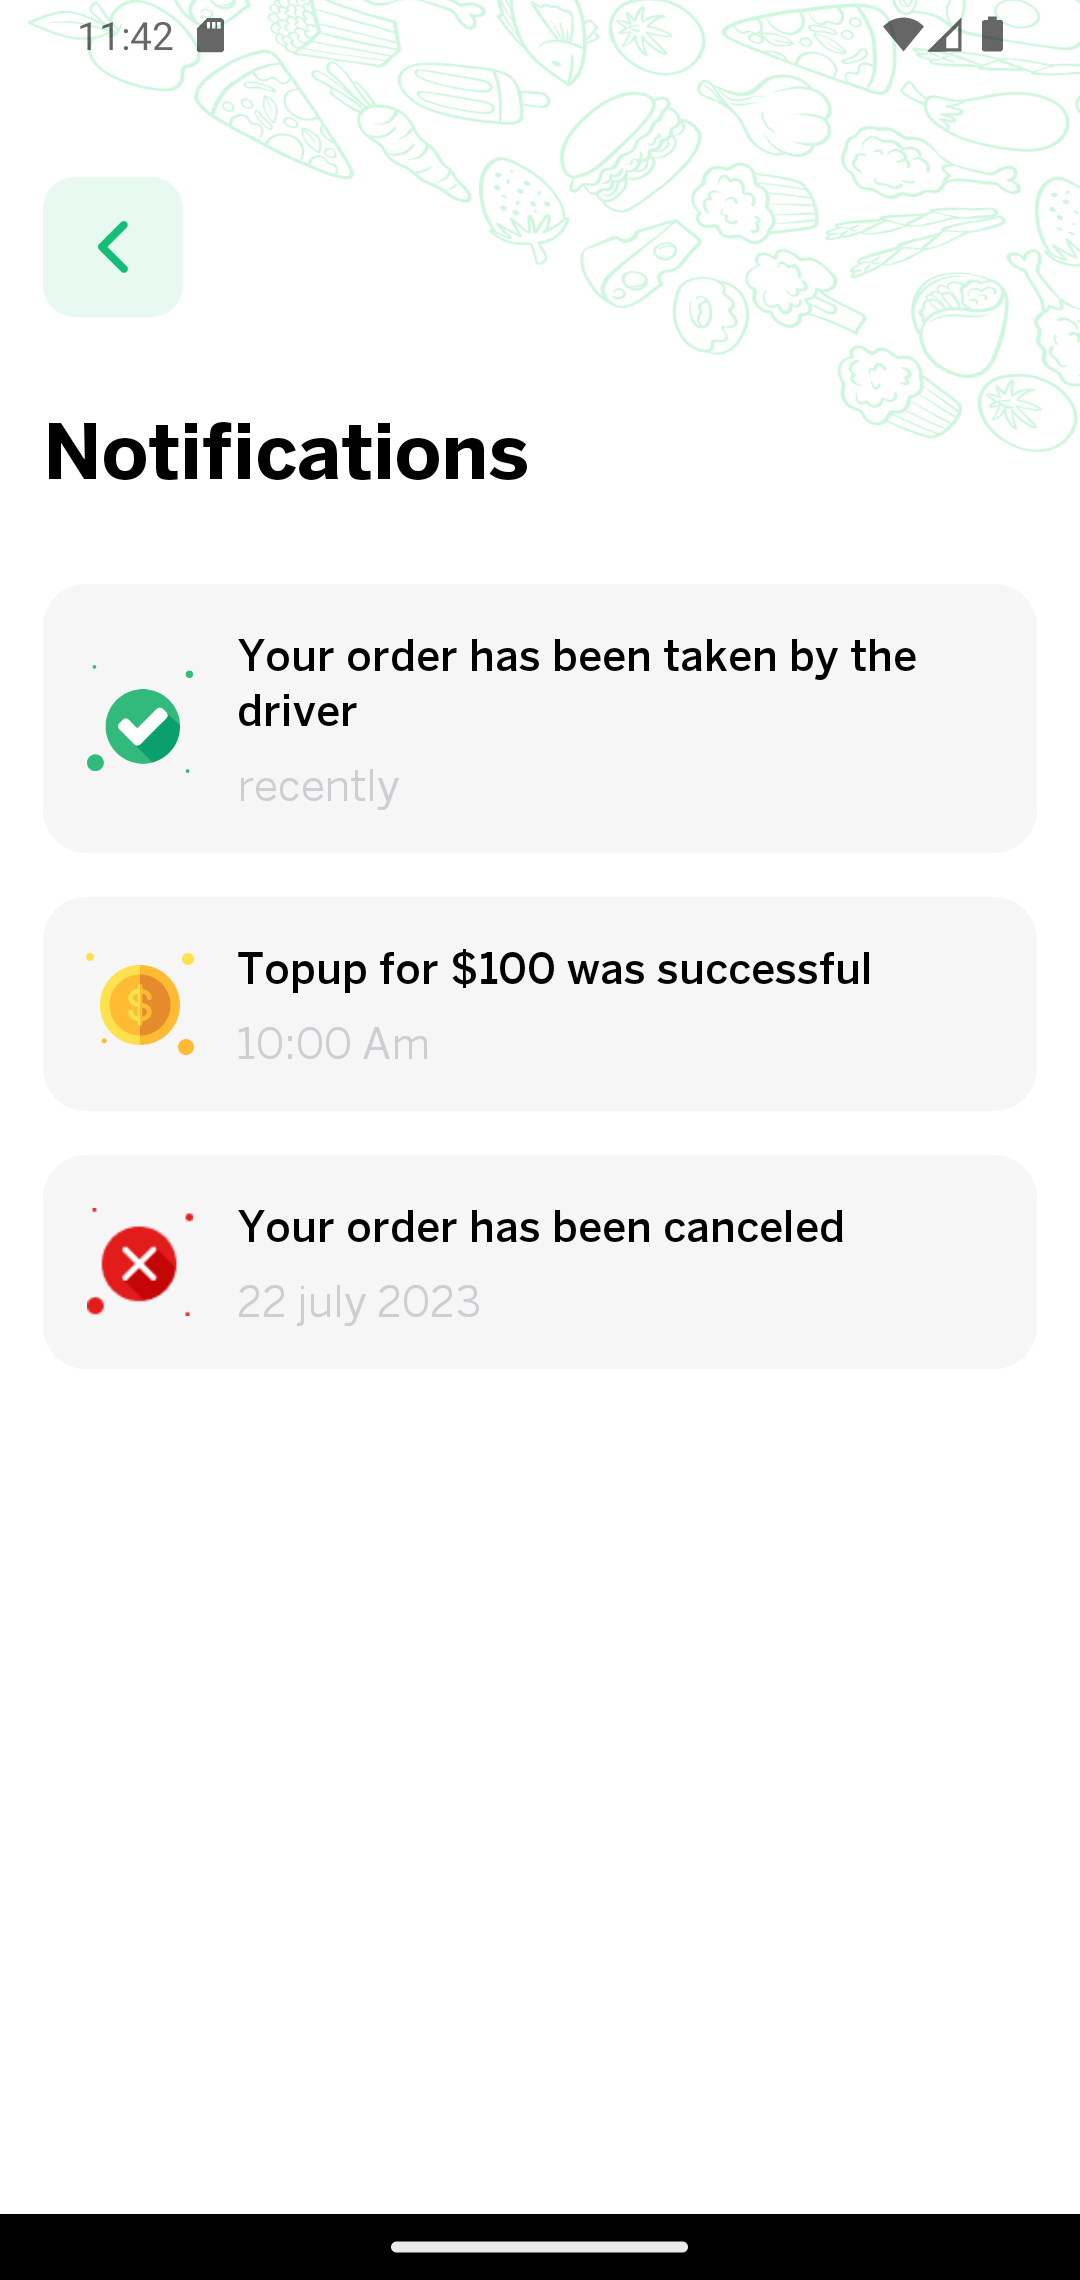 11:42
Notifications
Your order has been taken by the
driver
recently
Topup for $100 was successful
10:00 Am
Your order has been canceled
22 july 2023